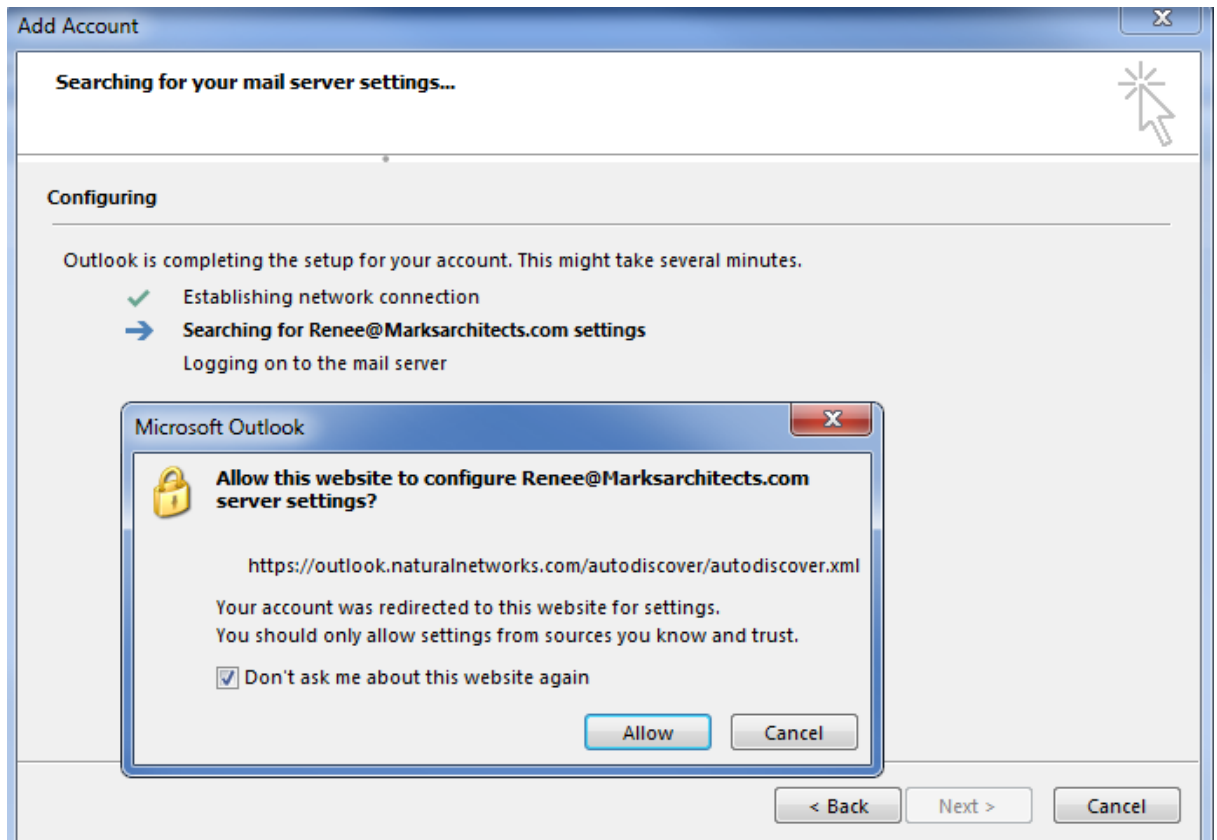 Add Account
Searching for your mail server settings...
Configuring
Outlook is completing the setup for your account. This might take several minutes.
Establishing network connection
Searching for Renee@Marksarchitects.com settings
Logging on to the mail server
Microsoft Outlook
Allow this website to configure Renee@Marksarchitects.com
server settings?
https://outlook.naturalnetworks.com/autodiscover/autodiscover.xml
Your account was redirected to this website for settings.
You should only allow settings from sources you know and trust.
Don't ask me about this website again
Allow Cancel
< Back Next > Cancel